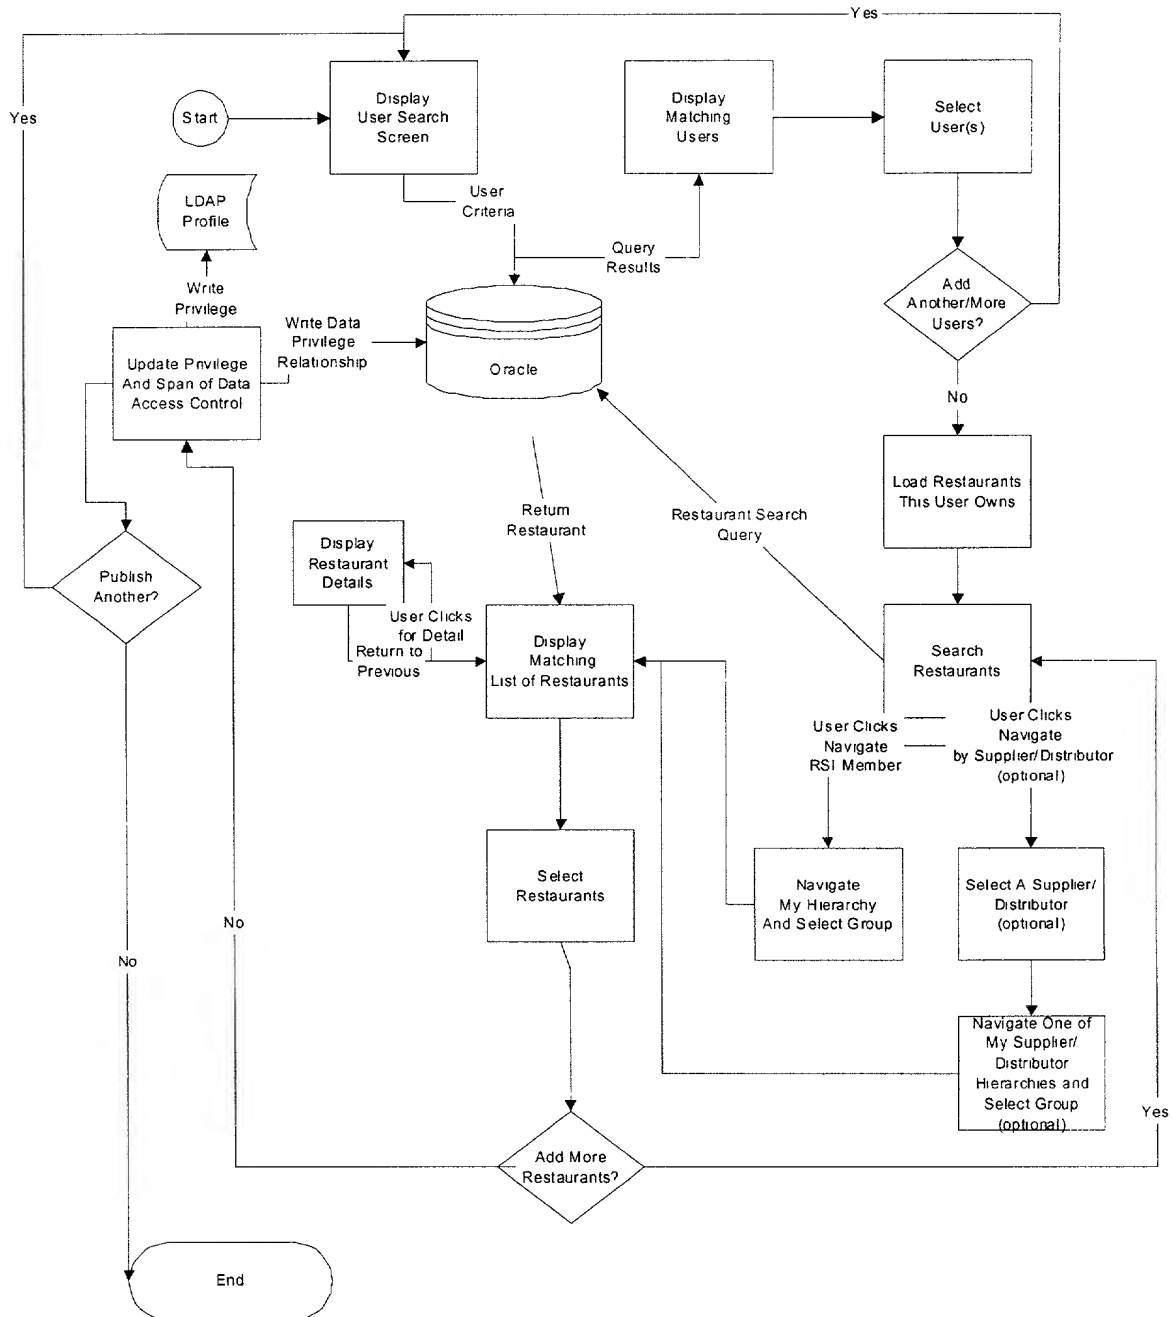 Yes
Yes
Start
Display
User Search
Screen
Display
Matching
Users
Select
User(s)
LDAP
Profile
User
Criteria
Query
Results
Write
Privilege
Add
Another/More
Users?
Write Data
Privilege
Relationship
Update Privilege
And Span of Data
Access Control
Oracle
No
Load Restaurants
This User Owns
Return
Restaurant
Restaurant Search
Query
Display
Restaurant
Details
Publish
Another?
User Clicks
for Detail
Return to
Previous
Display
Matching
List of Restaurants
Search
Restaurants
User Clicks
Navigate
RSI Member
User Clicks
Navigate
by Supplier/Distributor
(optional)
Select
Restaurants
Navigate
My Hierarchy
And Select Group
Select A Supplier/
Distributor
(optional)
No
No
Navigate One of
My Supplier/
Distributor
Hierarchies and
Select Group
(optional)
Yes
Add More
Restaurants?
End